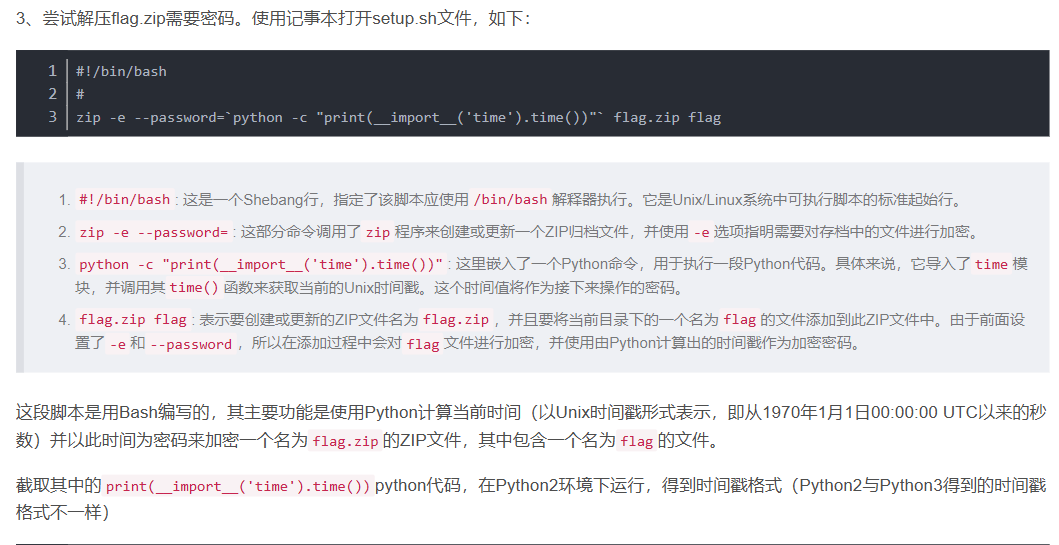 3、尝试解压flag.zip需要密码。使用记事本打开setup.sh文件，如下：
1 #!/bin/bash
2 #
3 zip -e --password=`python -c "print(__import__('time').time())"` flag.zip flag
1. #!/bin/bash : 这是一个Shebang行，指定了该脚本应使用 /bin/bash 解释器执行。它是Unix/Linux系统中可执行脚本的标准起始行。
2. zip -e --password= : 这部分命令调用了 zip 程序来创建或更新一个ZIP归档文件，并使用 -e 选项指明需要对存档中的文件进行加密。
3. python -c "print(__import__('time').time())" : 这里嵌入了一个Python命令，用于执行一段Python代码。具体来说，它导入了 time 模
块，并调用其 time() 函数来获取当前的Unix时间戳。这个时间值将作为接下来操作的密码。
4. flag.zip flag : 表示要创建或更新的ZIP文件名为 flag.zip ，并且要将当前目录下的一个名为 flag 的文件添加到此ZIP文件中。由于前面设
置了 -e 和 --password ，所以在添加过程中会对 flag 文件进行加密，并使用由Python计算出的时间戳作为加密密码。
这段脚本是用Bash编写的，其主要功能是使用Python计算当前时间（以Unix时间戳形式表示，即从1970年1月1日00:00:00 UTC以来的秒
数）并以此时间为密码来加密一个名为 flag.zip 的ZIP文件，其中包含一个名为 flag 的文件。
截取其中的 print(__import__('time').time()) python代码，在Python2环境下运行，得到时间戳格式（Python2与Python3得到的时间戳
格式不一样）